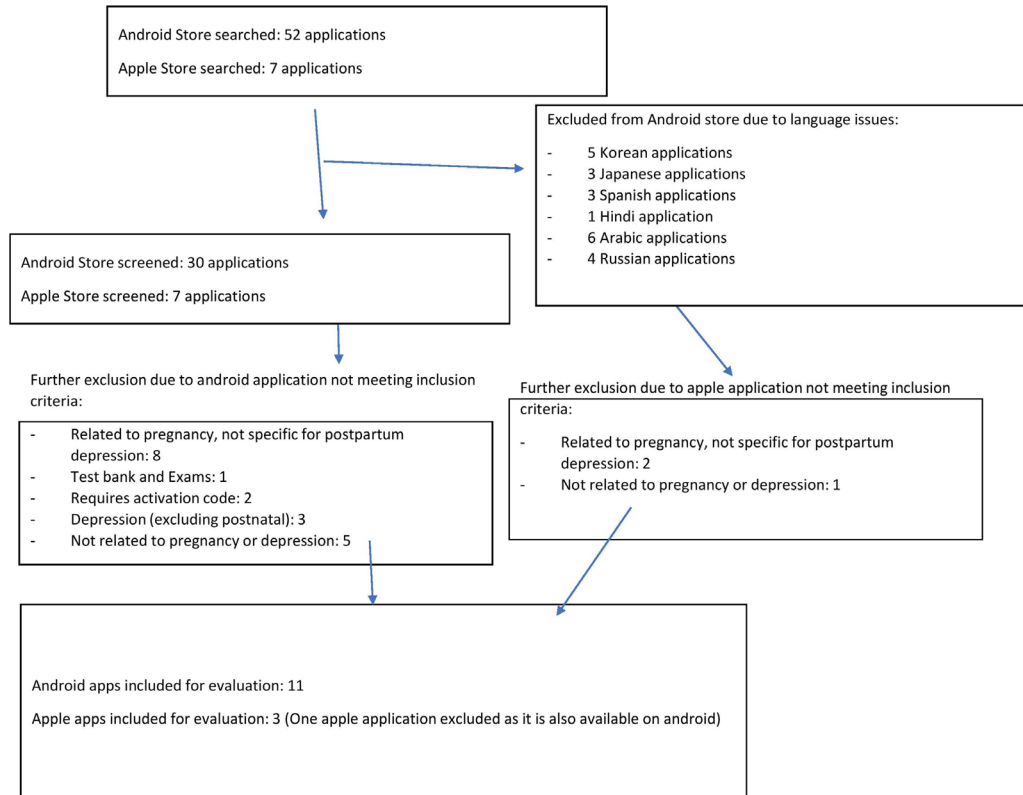 Android Store searched: 52 applications
Apple Store searched: 7 applications
Excluded from Android store due to language issues:
- 5 Korean applications
- 3 Japanese applications
- 3 Spanish applications
- 1 Hindi application
- 6 Arabic applications
- 4 Russian applications
Android Store screened: 30 applications
Apple Store screened: 7 applications
Further exclusion due to android application not meeting inclusion
criteria:
- Related to pregnancy, not specific for postpartum
depression: 8
- Test bank and Exams: 1
- Requires activation code: 2
- Depression (excluding postnatal): 3
- Not related to pregnancy or depression: 5
Further exclusion due to apple application not meeting inclusion
criteria:
- Related to pregnancy, not specific for postpartum
depression: 2
- Not related to pregnancy or depression: 1
Android apps included for evaluation: 11
Apple apps included for evaluation: 3 (One apple application excluded as it is also available on android)